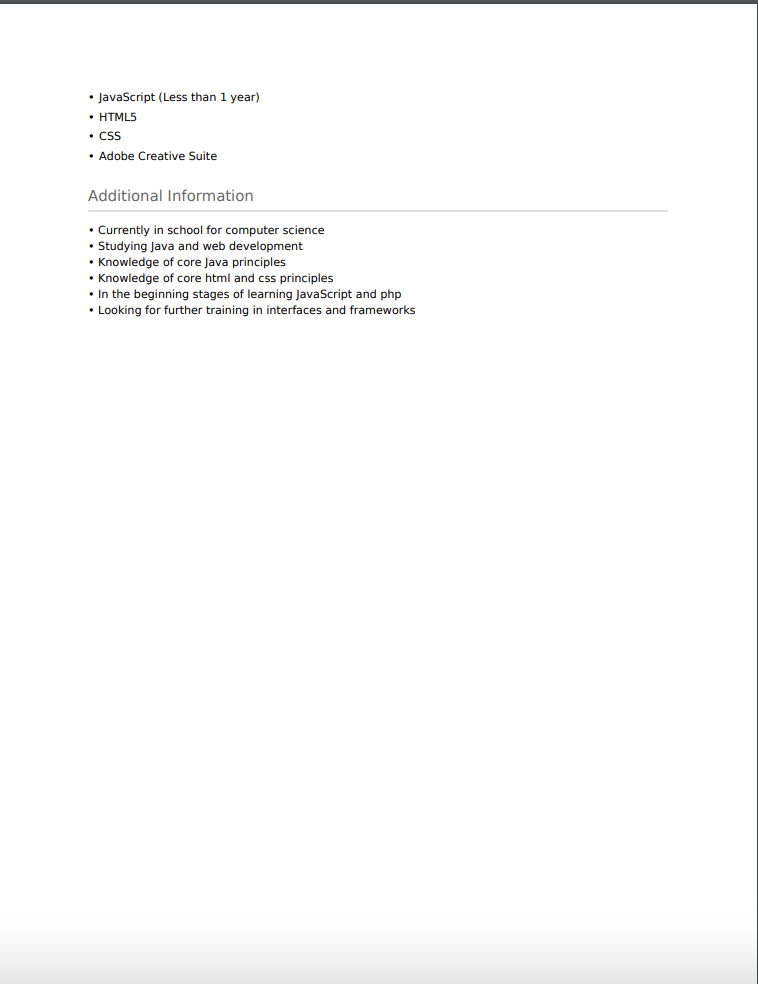 • JavaScript (Less than 1 year)
• HTML5
• CSS
• Adobe Creative Suite
Additional Information
• Currently in school for computer science
• Studying Java and web development
• Knowledge of core Java principles
• Knowledge of core html and css principles
• In the beginning stages of learning JavaScript and php
• Looking for further training in interfaces and frameworks